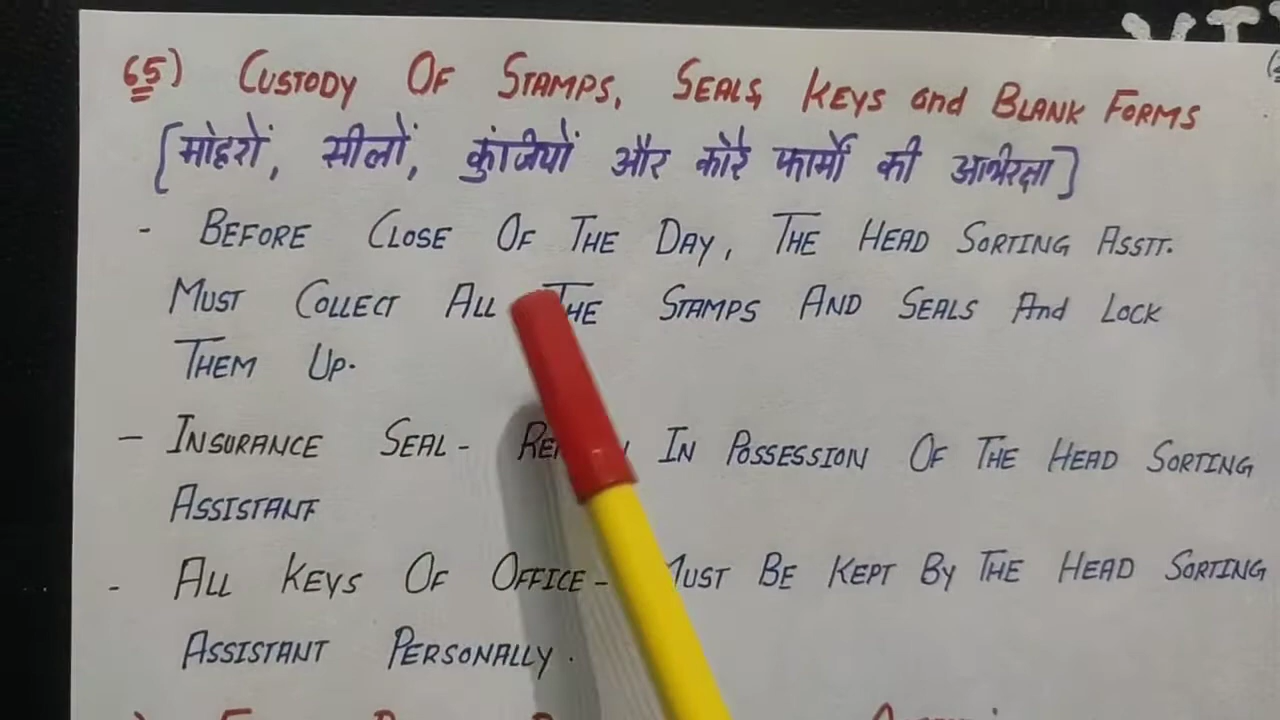 65) CUSTODY OF STAMPS, SEALS, KEYS and BLANK FORMS
[मोहरों, सीलों, कुंजियों और कोरे फार्मों की अभिरक्षा]
- BEFORE CLOSE OF THE DAY, THE HEAD SORTING ASSTT.
MUST COLLECT ALL THE STAMPS AND SEALS And LOCK
THEM UP.
- INSURANCE SEAL - IN POSSESSION OF THE HEAD SORTING
ASSISTANT
- ALL KEYS OF OFFICE - MUST BE KEPT BY THE HEAD SORTING
ASSISTANT PERSONALLY.